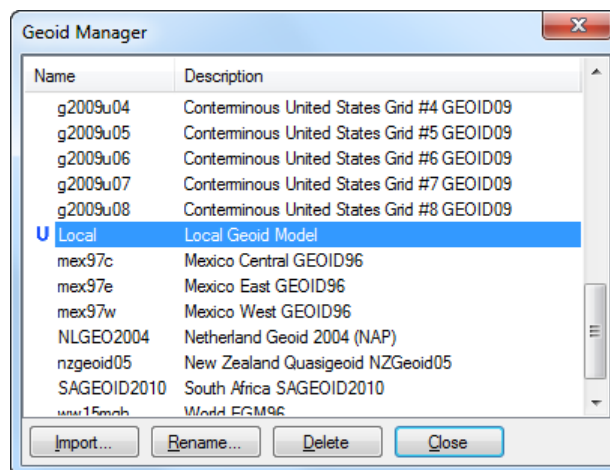 Geoid Manager
Name Description
g2009u04 Conterminous United States Grid #4 GEOID09
g2009u05 Conterminous United States Grid #5 GEOID09
g2009u06 Conterminous United States Grid #6 GEOID09
g2009u07 Conterminous United States Grid #7 GEOID09
g2009u08 Conterminous United States Grid #8 GEOID09
U Local Local Geoid Model
mex97c Mexico Central GEOID96
mex97e Mexico East GEOID96
mex97w Mexico West GEOID96
NLGEO2004 Netherland Geoid 2004 (NAP)
nzgeoid05 New Zealand Quasigeoid NZGeoid05
SAGEOID2010 South Africa SAGEOID2010
ww15mgh World EGM96
Import... Rename... Delete Close